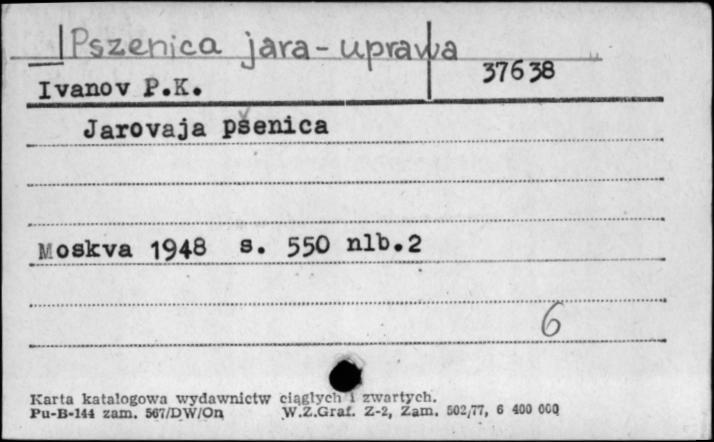 Pszenica jara - uprawa
37638
Ivanov P.K.
Jarovaja pšenica
Moskva 1948 s. 550 nlb.2
6
Karta katalogowa wydawnictw ciągłych i zwartych.
Pu-B-144 zam. 567/DW/On W.Z.Graf. Z-2, Zam. 502/77, 6 400 000